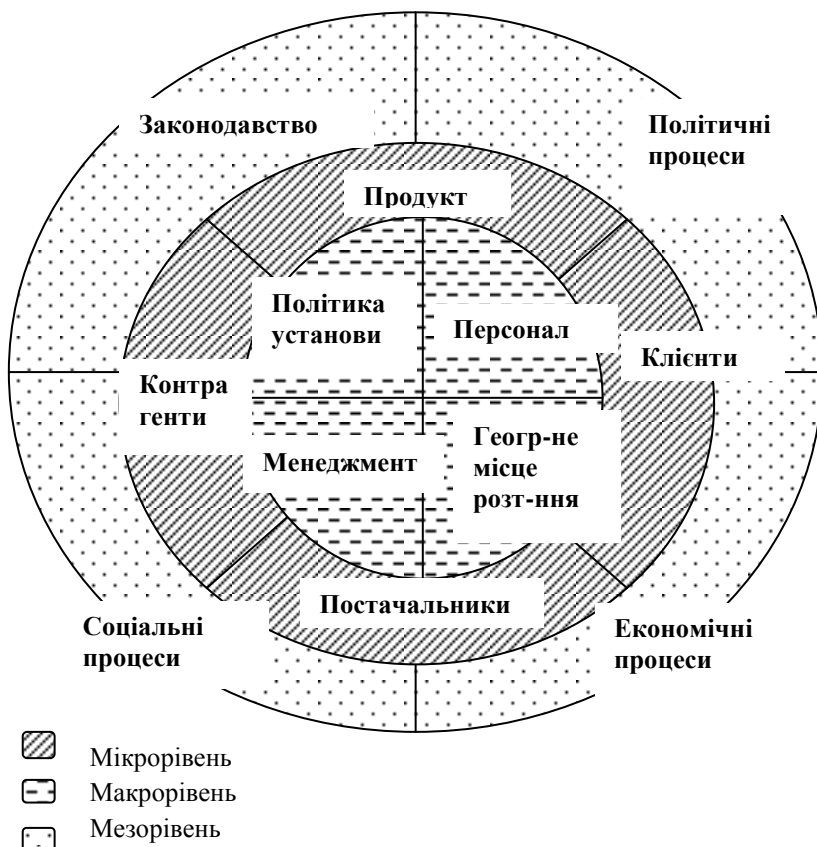 Законодавство
Політичні
процеси
Продукт
Політика
установи
Персонал
Клієнти
Контра
генти
Менеджмент
Геогр-не
місце
розт-ння
Постачальники
Соціальні
процеси
Економічні
процеси
Мікрорівень
Макрорівень
Мезорівень